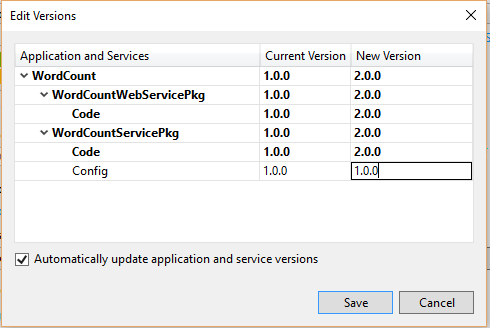 Edit Versions
Application and Services Current Version New Version
WordCount 1.0.0 2.0.0
WordCountWebServicePkg 1.0.0 2.0.0
Code 1.0.0 2.0.0
WordCountServicePkg 1.0.0 2.0.0
Code 1.0.0 2.0.0
Config 1.0.0 1.0.0
Automatically update application and service versions
Save Cancel